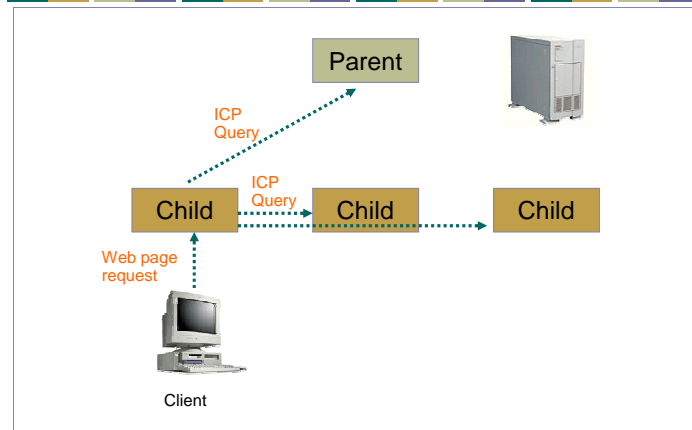 Parent
ICP
Query
ICP
Query
Child
Child
Child
Web page
request
Client